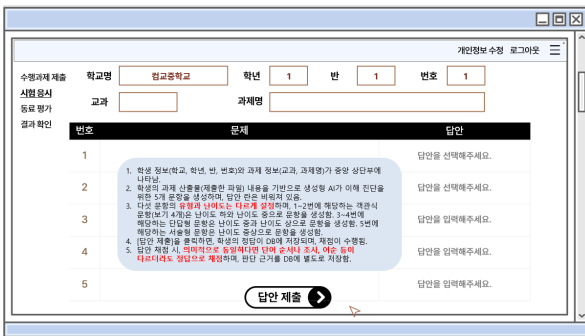 개인정보 수정 로그아웃
수행과제 제출
시험 응시
동료 평가
결과 확인
학교명 컴교중학교 학년 1 반 1 번호 1
교과 과제명
번호 문제 답안
1 답안을 선택해주세요.
2 답안을 선택해주세요.
3 답안을 입력해주세요.
4 답안을 입력해주세요.
5 답안을 입력해주세요.
1. 학생 정보(학교, 학년, 반, 번호)와 과제 정보(교과, 과제명)가 중앙 상단부에
나타남.
2. 학생의 과제 산출물(제출한 파일) 내용을 기반으로 생성형 AI가 이해 진단을
위한 5개 문항을 생성하며, 답안 란은 비워져 있음.
3. 다섯 문항의 유형과 난이도는 다르게 설정하며, 1~2번에 해당하는 객관식
문항(보기 4개)은 난이도 하와 난이도 중으로 문항을 생성함. 3~4번에
해당하는 단답형 문항은 난이도 중과 난이도 상으로 문항을 생성함. 5번에
해당하는 서술형 문항은 난이도 중상으로 문항을 생성함.
4. [답안 제출]을 클릭하면, 학생의 정답이 DB에 저장되며, 채점이 수행됨.
5. 답안 채점 시, 의미적으로 동일하다면 단어 순서나 조사, 어순 등이
다르더라도 정답으로 채점하며, 판단 근거를 DB에 별도로 저장함.
답안 제출